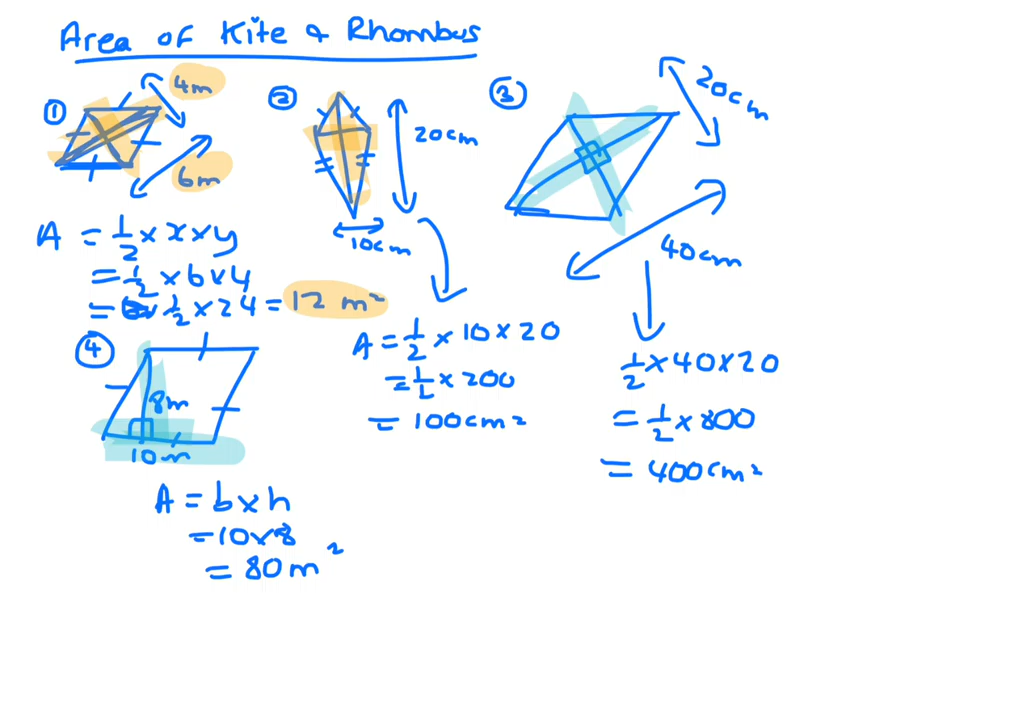 Area of Kite & Rhombus
① 4m
6m
A = 1/2 × x × y
= 1/2 × 6 × 4
= 1/2 × 24 = 12 m²
② 20cm
10cm
A = 1/2 × 10 × 20
= 1/2 × 200
= 100cm²
③ 20cm
40cm
1/2 × 40 × 20
= 1/2 × 800
= 400cm²
④ 8m
10m
A = b × h
= 10 × 8
= 80m²